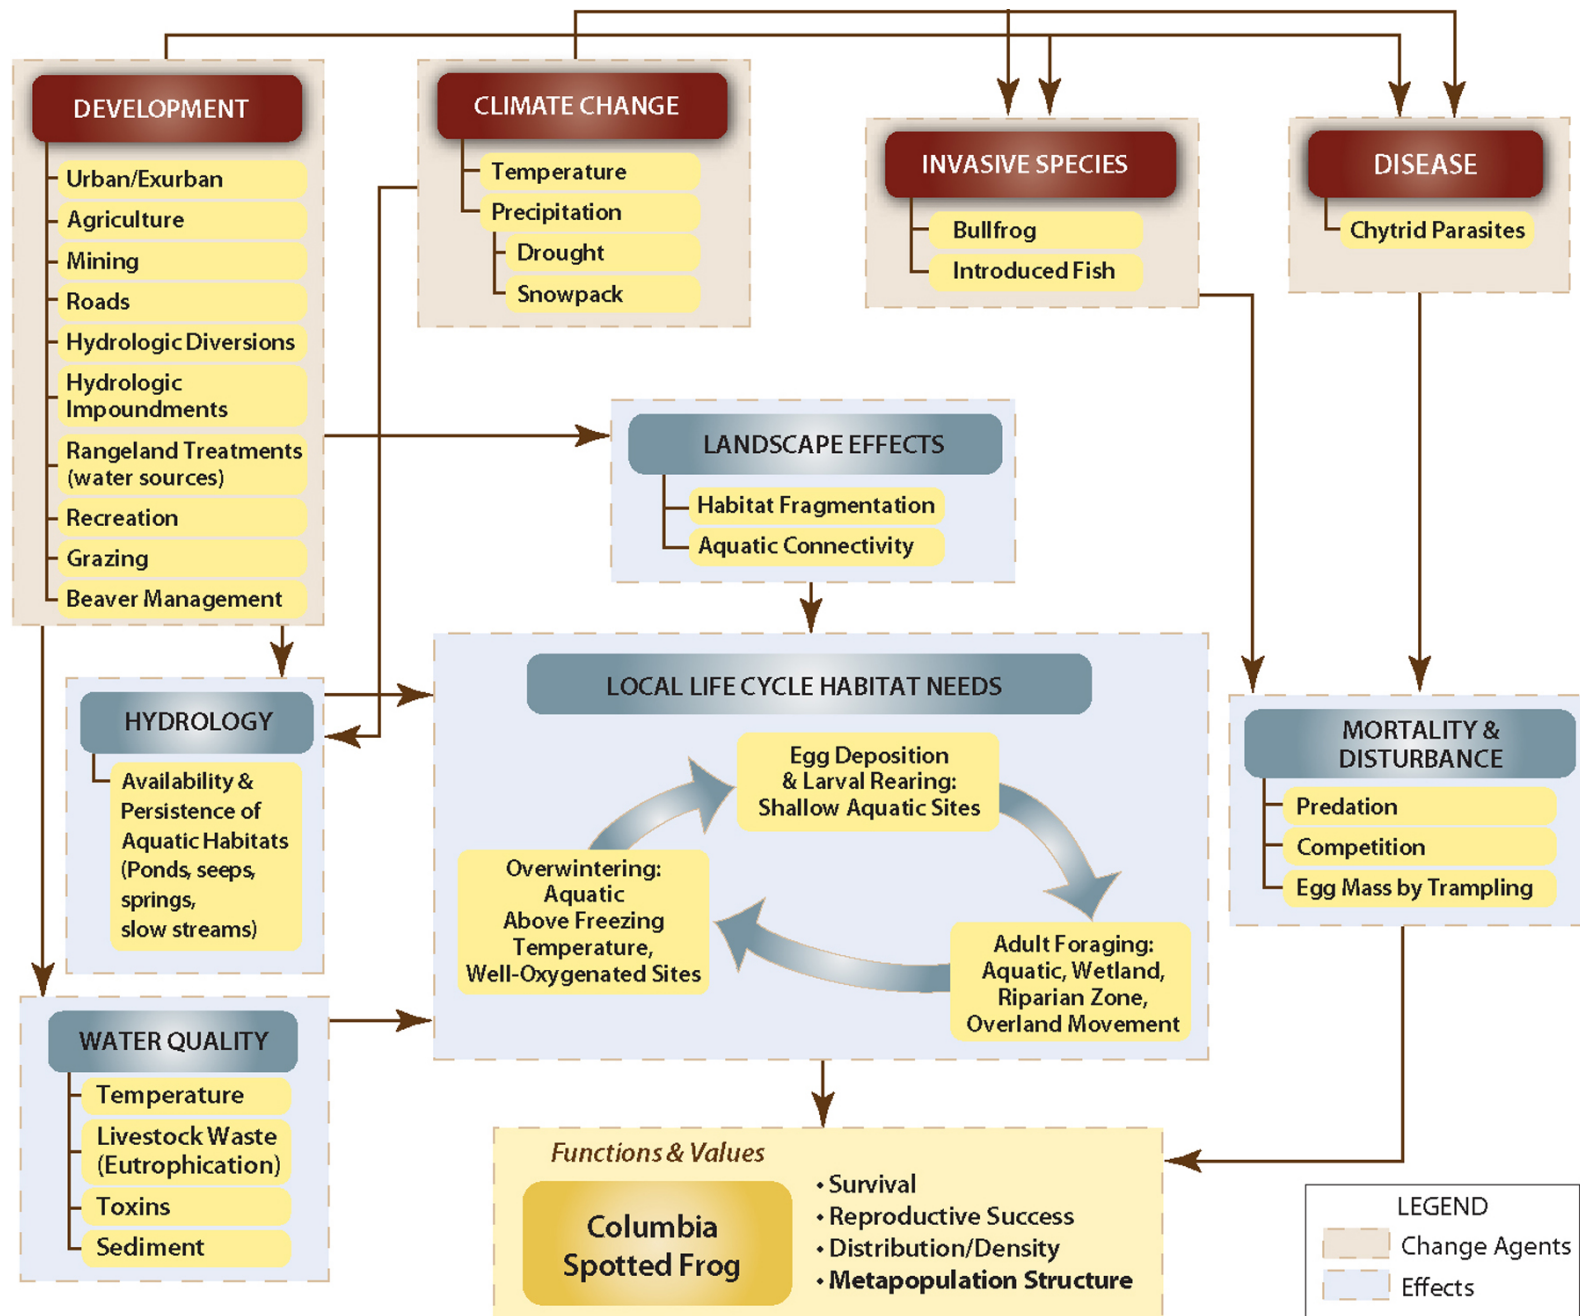 DEVELOPMENT
Urban/Exurban
Agriculture
Mining
Roads
Hydrologic Diversions
Hydrologic
Impoundments
Rangeland Treatments
(water sources)
Recreation
Grazing
Beaver Management
CLIMATE CHANGE
Temperature
Precipitation
Drought
Snowpack
INVASIVE SPECIES
Bullfrog
Introduced Fish
DISEASE
Chytrid Parasites
LANDSCAPE EFFECTS
Habitat Fragmentation
Aquatic Connectivity
HYDROLOGY
Availability &
Persistence of
Aquatic Habitats
(Ponds, seeps,
springs,
slow streams)
LOCAL LIFE CYCLE HABITAT NEEDS
Egg Deposition
& Larval Rearing:
Shallow Aquatic Sites
Overwintering:
Aquatic
Above Freezing
Temperature,
Well-Oxygenated Sites
Adult Foraging:
Aquatic, Wetland,
Riparian Zone,
Overland Movement
MORTALITY &
DISTURBANCE
Predation
Competition
Egg Mass by Trampling
WATER QUALITY
Temperature
Livestock Waste
(Eutrophication)
Toxins
Sediment
Functions & Values
Columbia
Spotted Frog
• Survival
• Reproductive Success
• Distribution/Density
• Metapopulation Structure
LEGEND
Change Agents
Effects